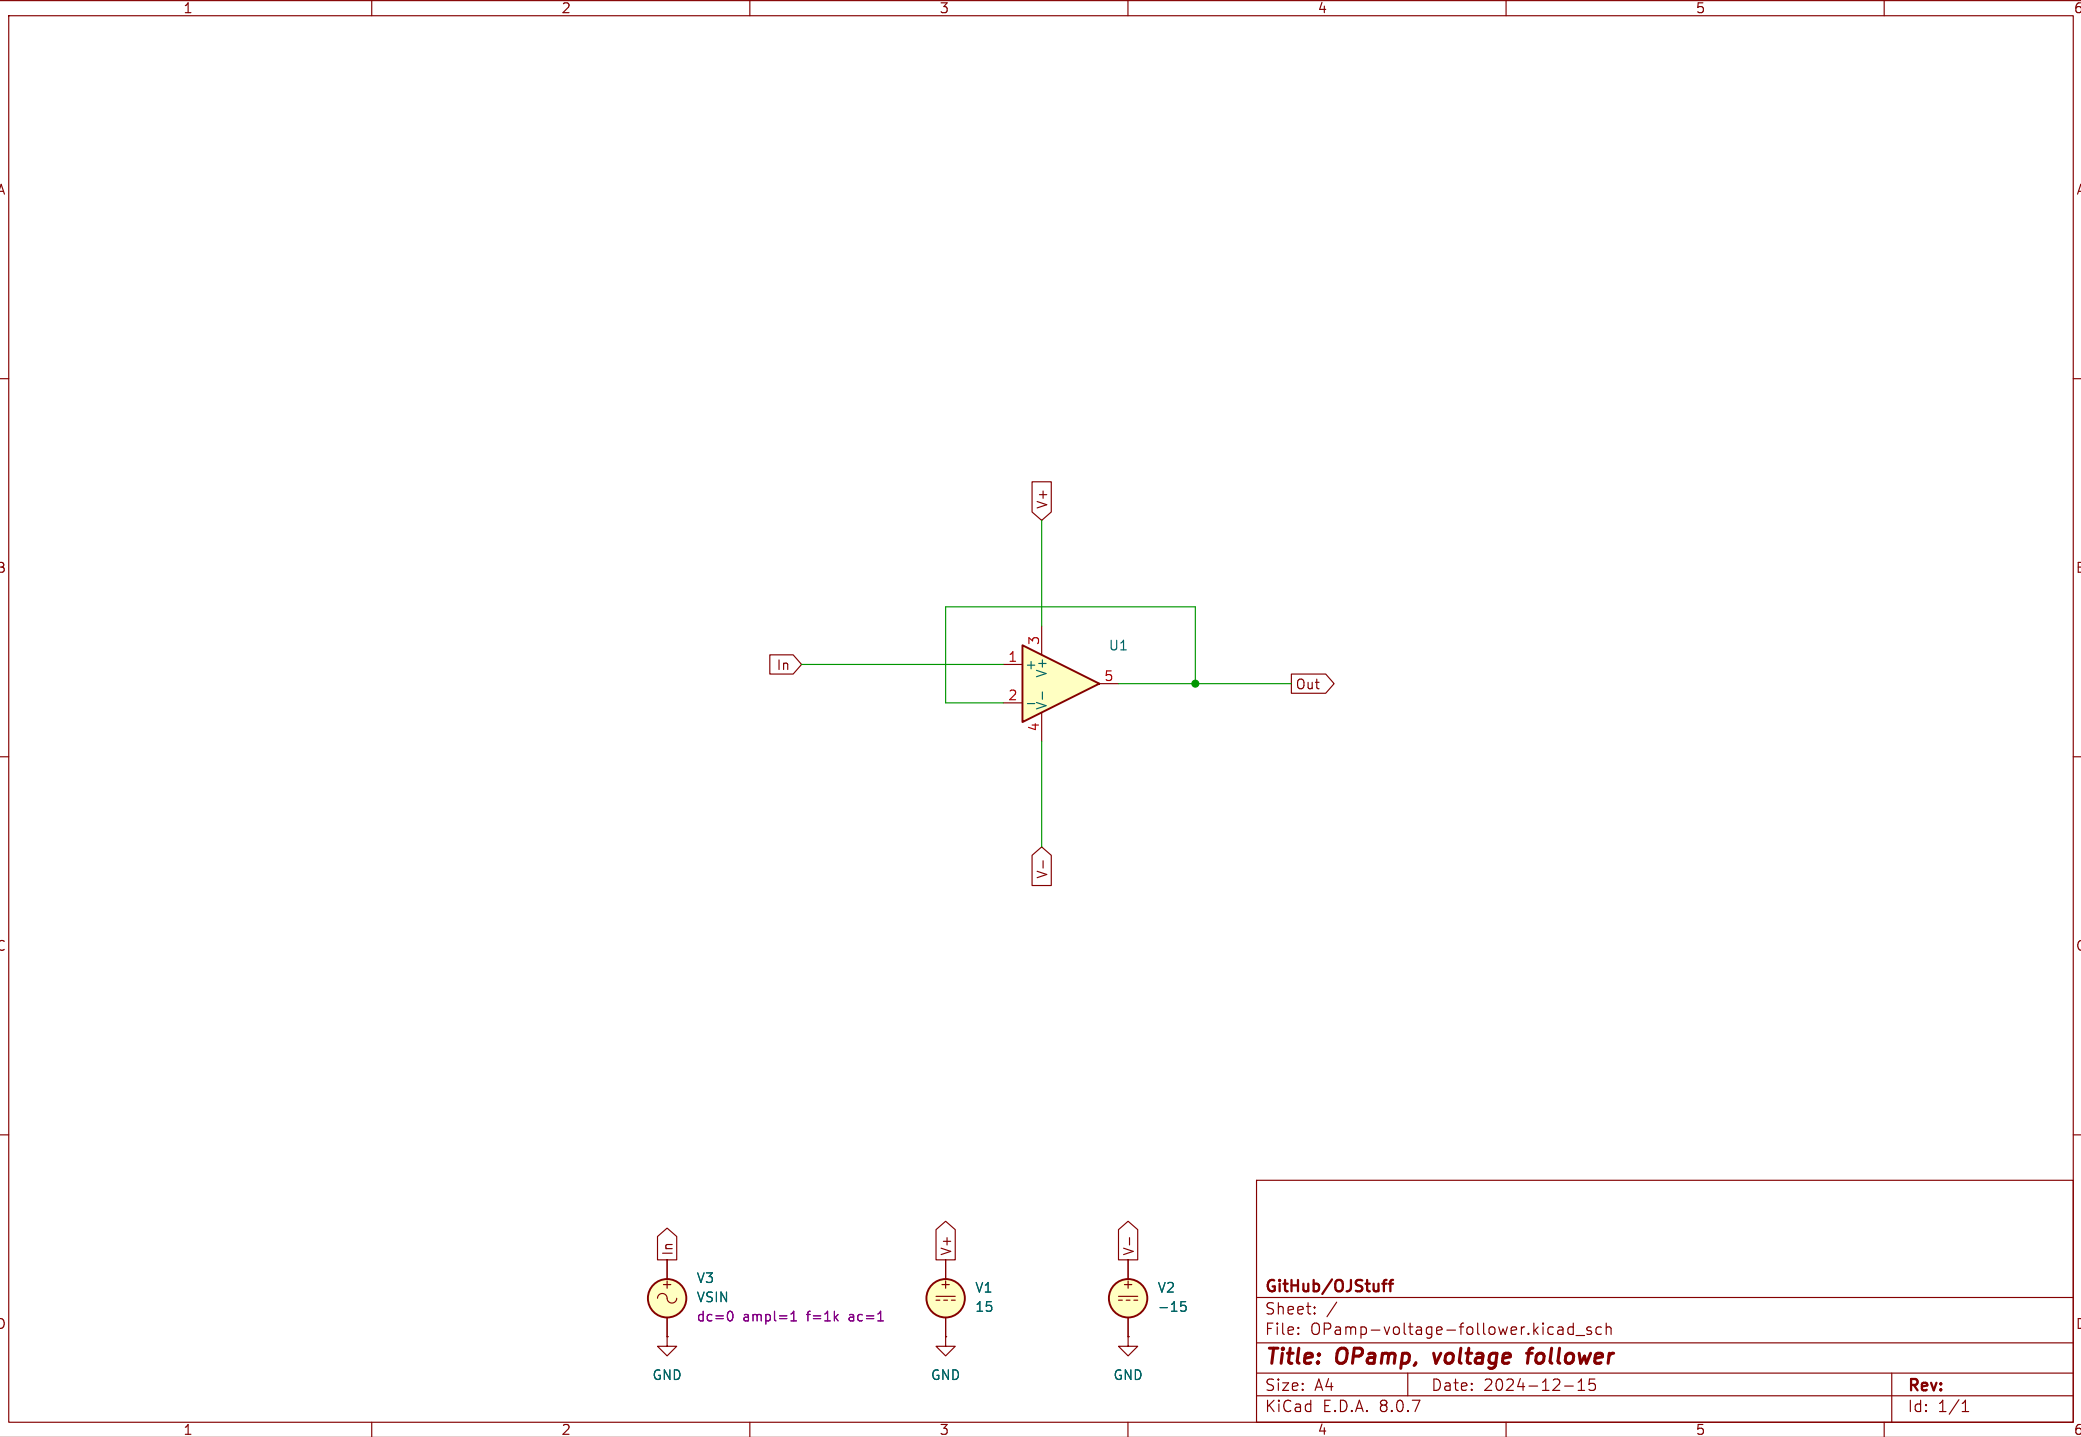 1 2 3 4 5 6
A A
V+
B B
3
U1
In
1
+
V+
5
Out
2
−
V−
4
V−
C C
In
V+
V−
V3
VSIN
dc=0 ampl=1 f=1k ac=1
+
GND
V1
15
+
GND
V2
-15
+
GND
GitHub/OJStuff
Sheet: /
File: OPamp-voltage-follower.kicad_sch
Title: OPamp, voltage follower
Size: A4 Date: 2024-12-15 Rev:
KiCad E.D.A. 8.0.7 Id: 1/1
D D
1 2 3 4 5 6